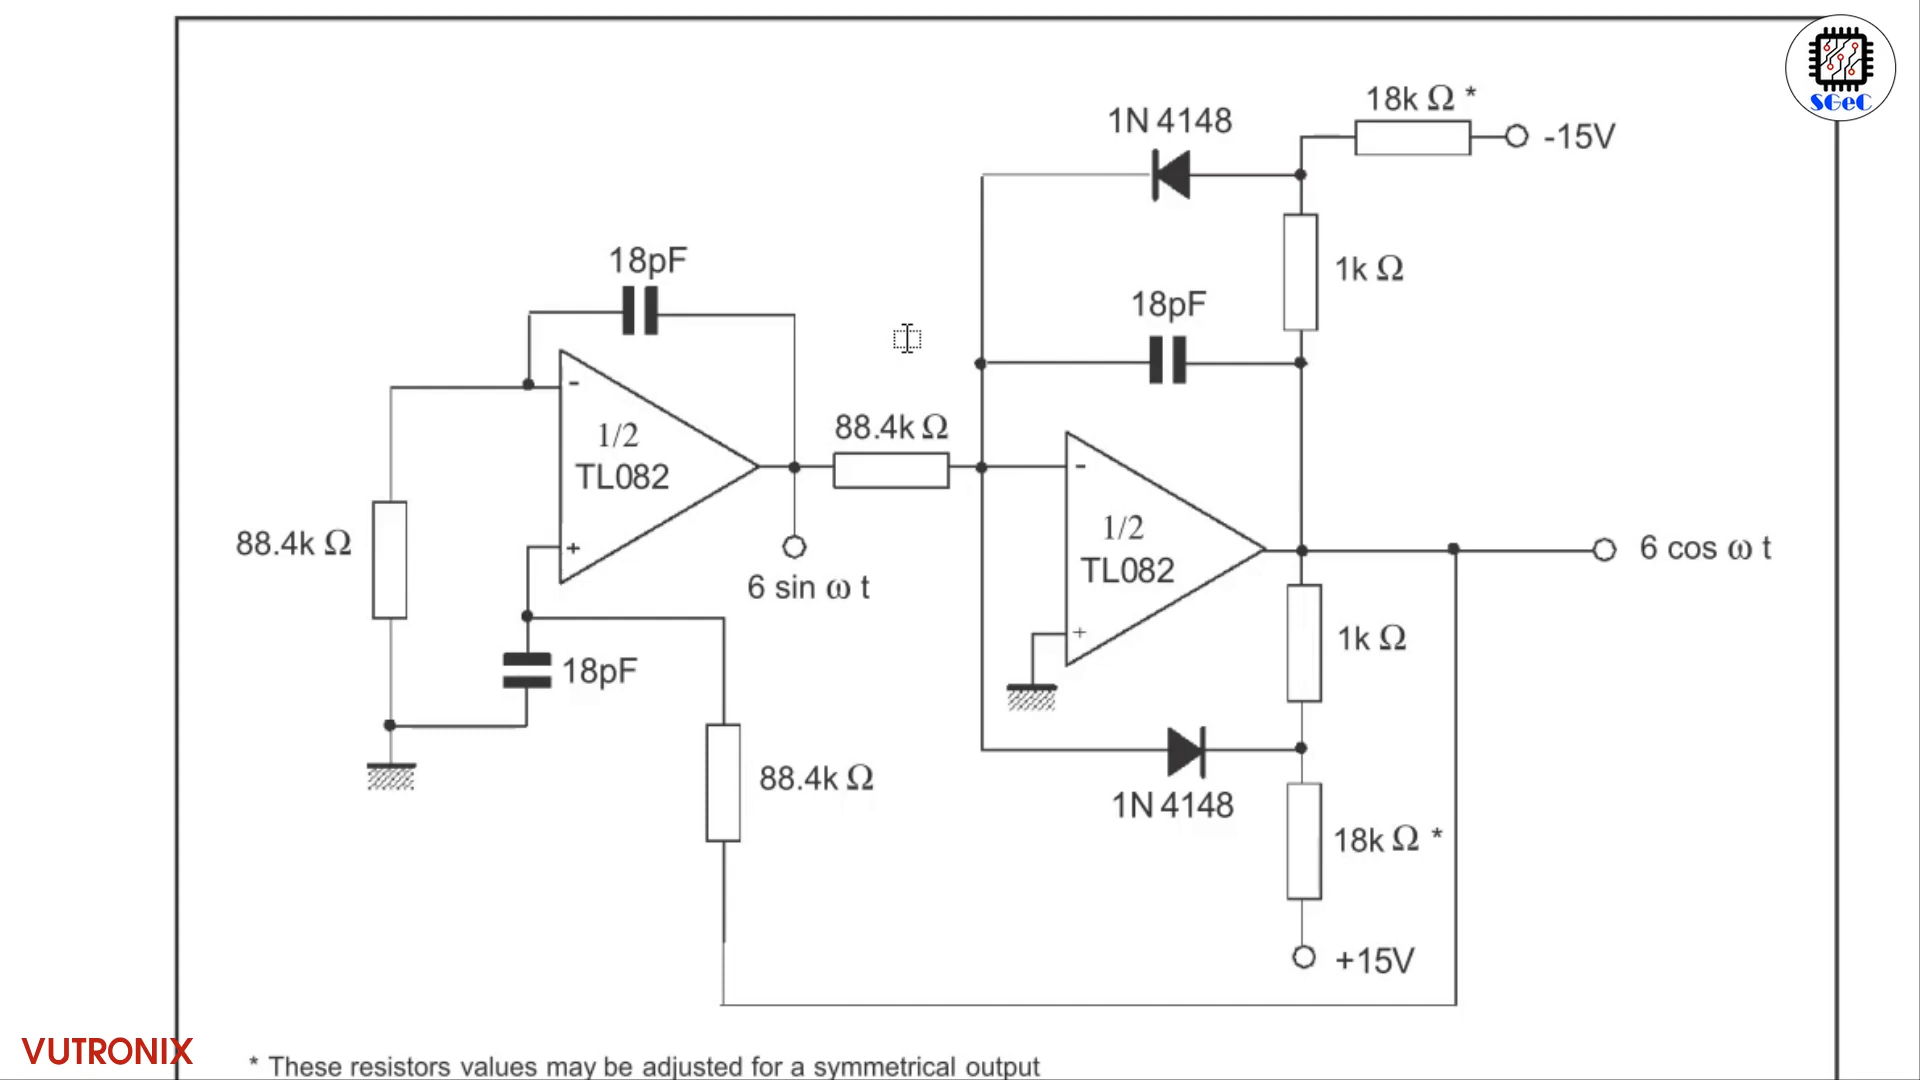 SGeC
18k Ω *
-15V
1N 4148
1k Ω
18pF
18pF
88.4k Ω
-
1/2
TL082
+
-
1/2
TL082
+
88.4k Ω
6 sin ω t
6 cos ω t
18pF
1k Ω
88.4k Ω
1N 4148
18k Ω *
+15V
VUTRONIX
* These resistors values may be adjusted for a symmetrical output